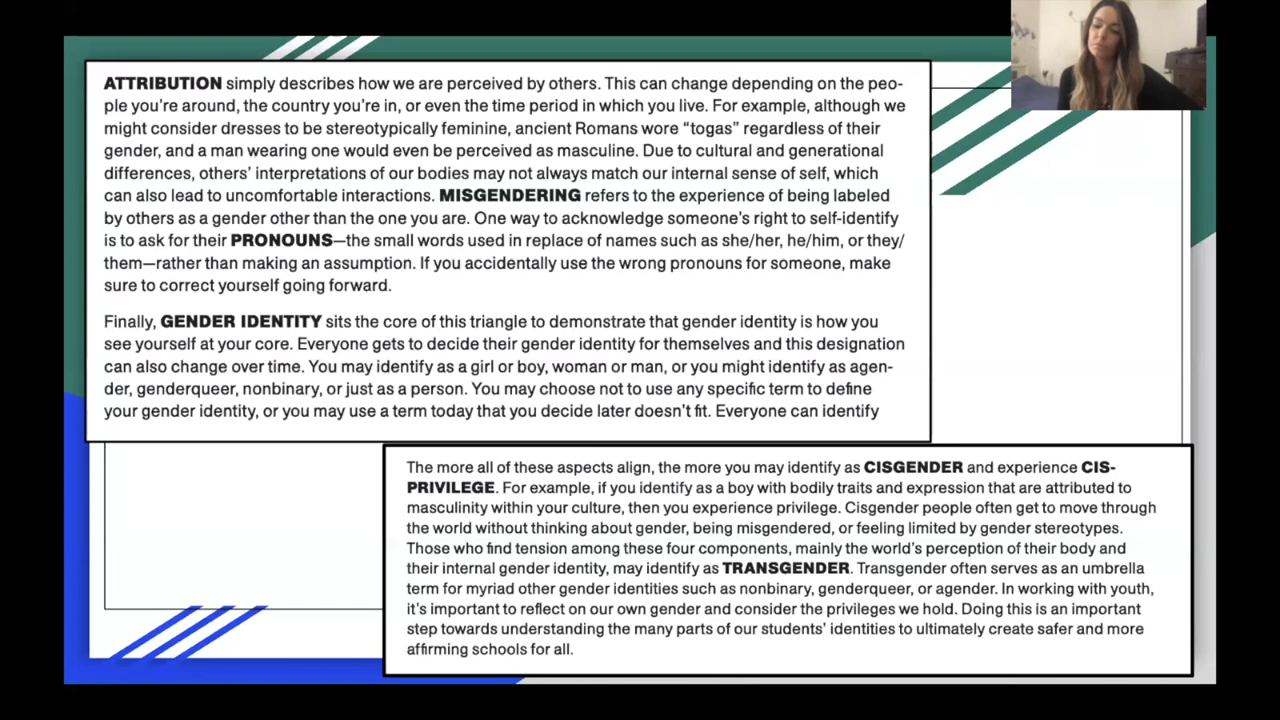 ATTRIBUTION simply describes how we are perceived by others. This can change depending on the peo-
ple you're around, the country you're in, or even the time period in which you live. For example, although we
might consider dresses to be stereotypically feminine, ancient Romans wore “togas” regardless of their
gender, and a man wearing one would even be perceived as masculine. Due to cultural and generational
differences, others' interpretations of our bodies may not always match our internal sense of self, which
can also lead to uncomfortable interactions. MISGENDERING refers to the experience of being labeled
by others as a gender other than the one you are. One way to acknowledge someone's right to self-identify
is to ask for their PRONOUNS—the small words used in replace of names such as she/her, he/him, or they/
them—rather than making an assumption. If you accidentally use the wrong pronouns for someone, make
sure to correct yourself going forward.
Finally, GENDER IDENTITY sits the core of this triangle to demonstrate that gender identity is how you
see yourself at your core. Everyone gets to decide their gender identity for themselves and this designation
can also change over time. You may identify as a girl or boy, woman or man, or you might identify as agen-
der, genderqueer, nonbinary, or just as a person. You may choose not to use any specific term to define
your gender identity, or you may use a term today that you decide later doesn't fit. Everyone can identify
The more all of these aspects align, the more you may identify as CISGENDER and experience CIS-
PRIVILEGE. For example, if you identify as a boy with bodily traits and expression that are attributed to
masculinity within your culture, then you experience privilege. Cisgender people often get to move through
the world without thinking about gender, being misgendered, or feeling limited by gender stereotypes.
Those who find tension among these four components, mainly the world's perception of their body and
their internal gender identity, may identify as TRANSGENDER. Transgender often serves as an umbrella
term for myriad other gender identities such as nonbinary, genderqueer, or agender. In working with youth,
it's important to reflect on our own gender and consider the privileges we hold. Doing this is an important
step towards understanding the many parts of our students' identities to ultimately create safer and more
affirming schools for all.